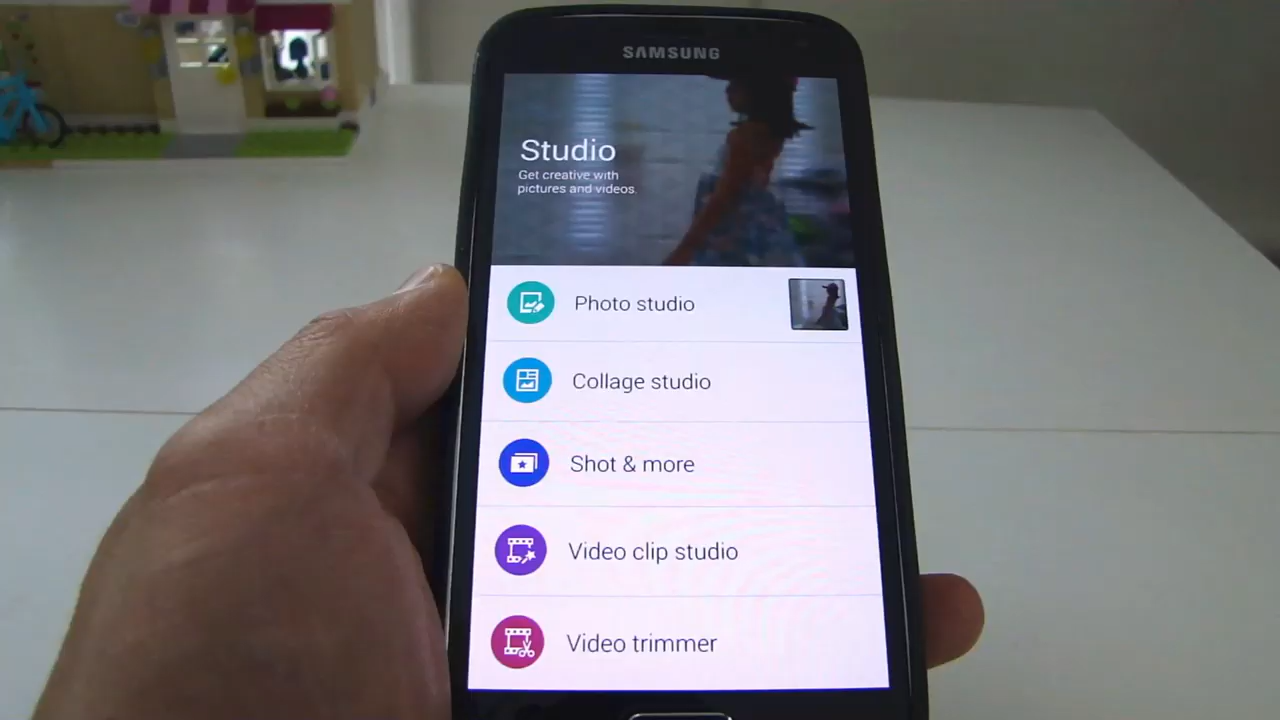 SAMSUNG
Studio
Get creative with
pictures and videos.
Photo studio
Collage studio
Shot & more
Video clip studio
Video trimmer